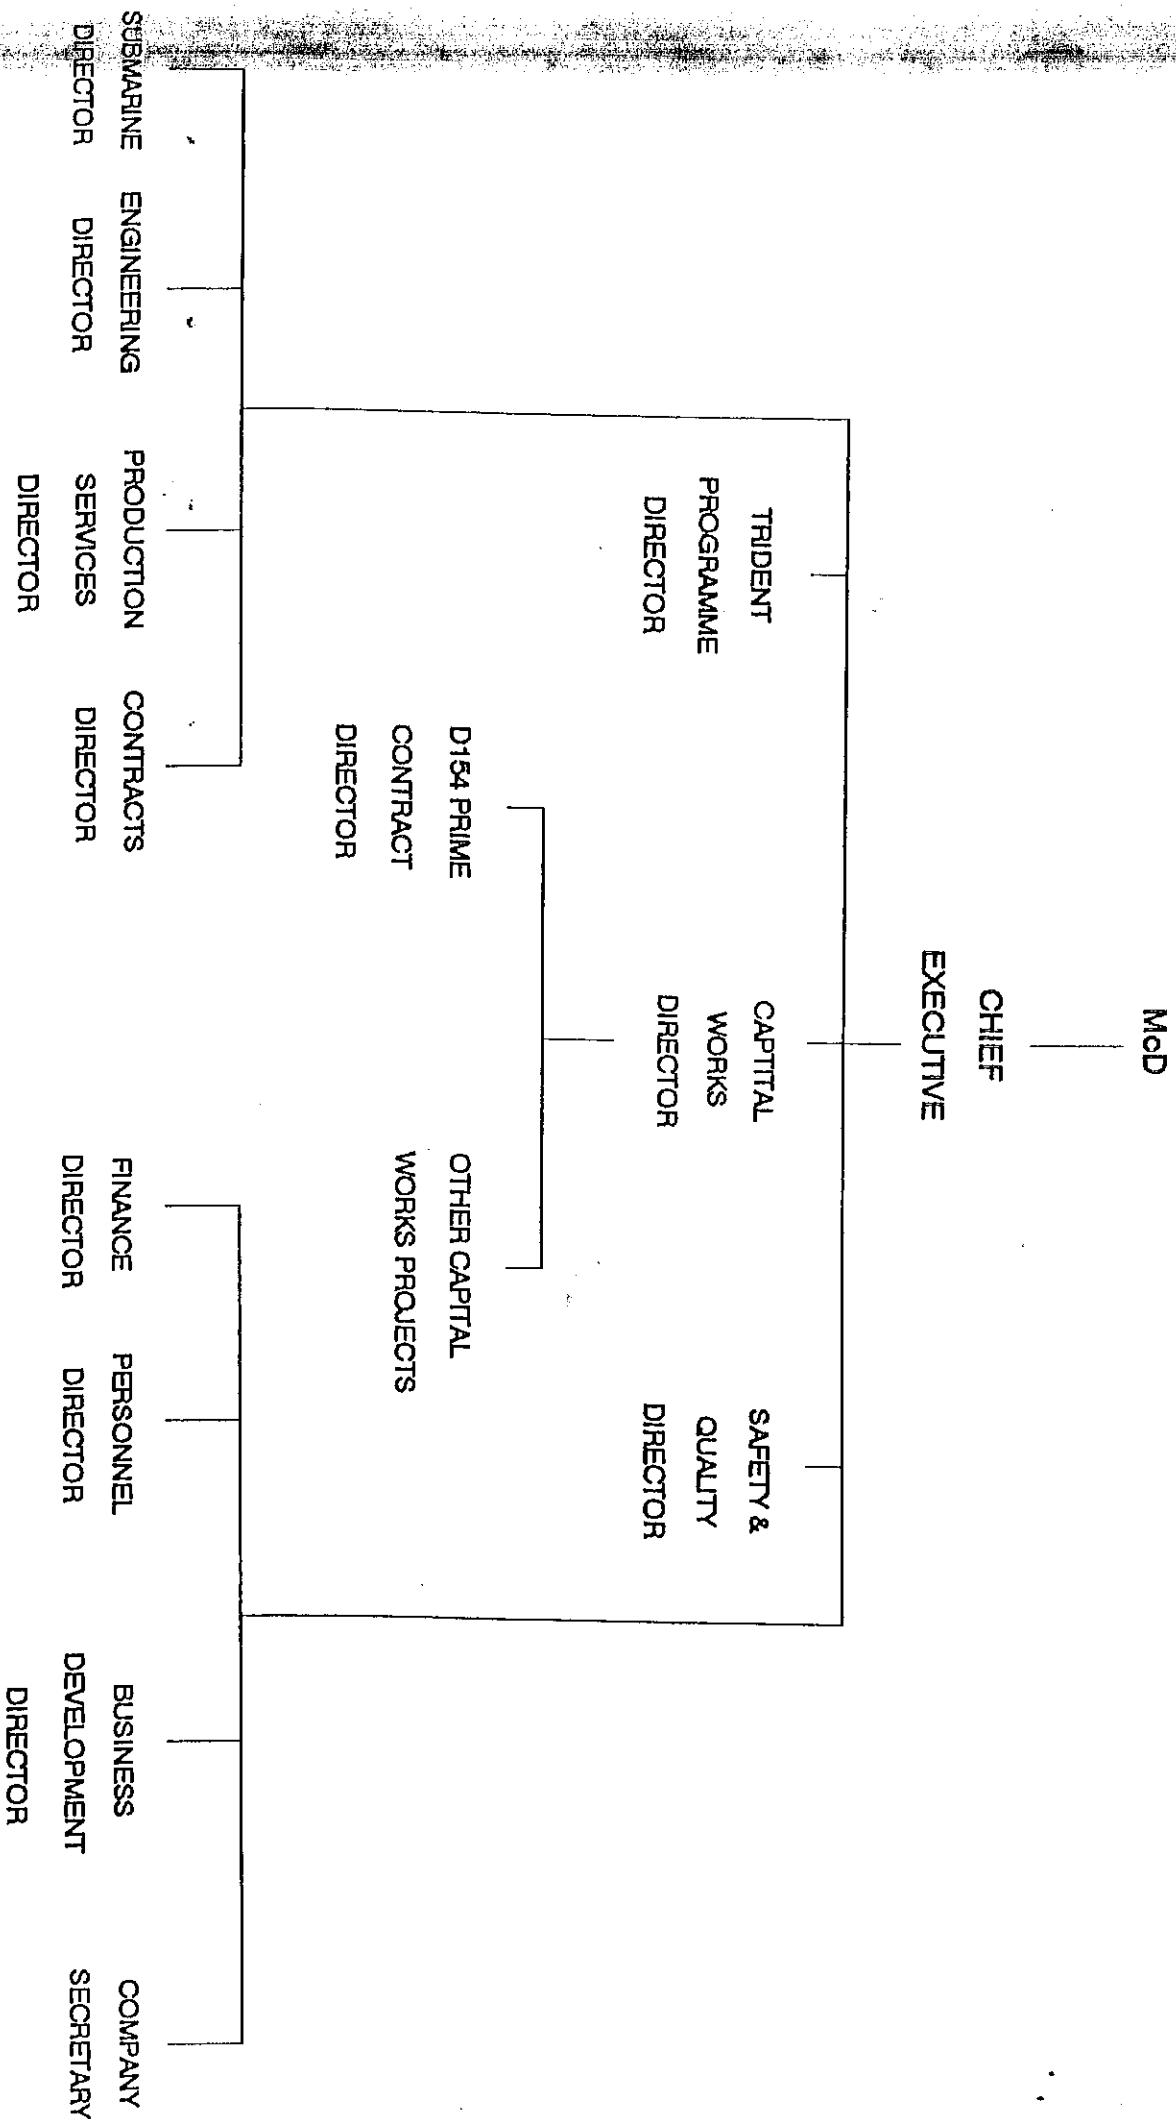 McD
CHIEF
EXECUTIVE
TRIDENT
PROGRAMME
DIRECTOR
CAPTITAL
WORKS
DIRECTOR
SAFETY &
QUALITY
DIRECTOR
D154 PRIME
CONTRACT
DIRECTOR
OTHER CAPITAL
WORKS PROJECTS
SUBMARINE
DIRECTOR
ENGINEERING
DIRECTOR
PRODUCTION
SERVICES
DIRECTOR
CONTRACTS
DIRECTOR
FINANCE
DIRECTOR
PERSONNEL
DIRECTOR
BUSINESS
DEVELOPMENT
DIRECTOR
COMPANY
SECRETARY